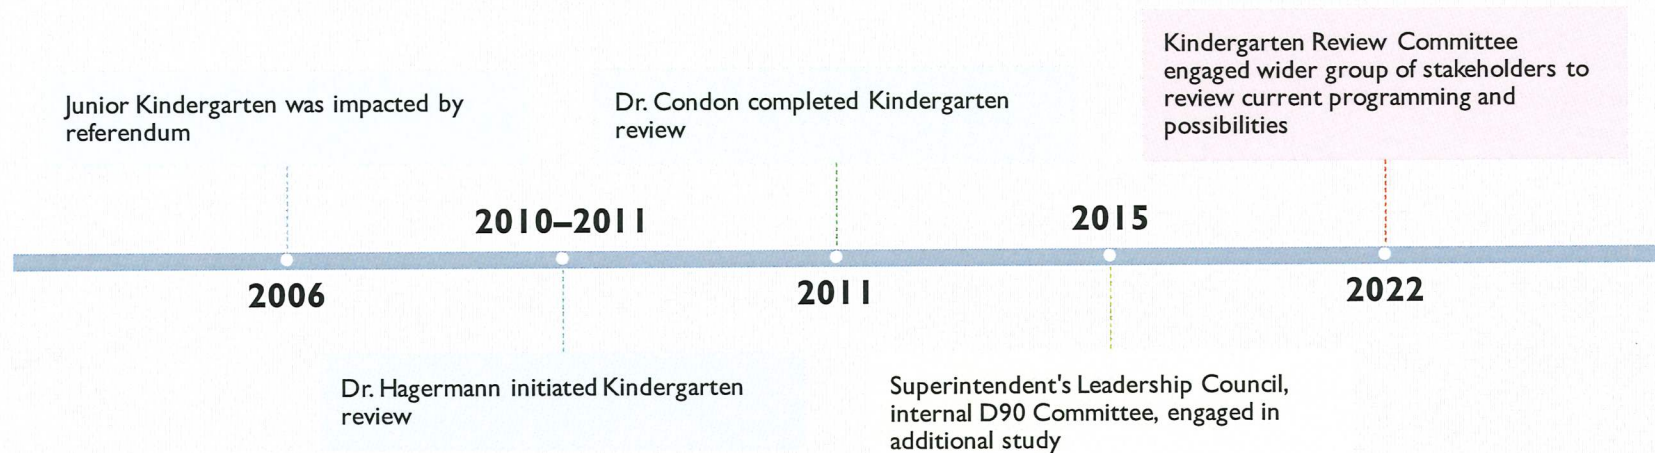 Junior Kindergarten was impacted by
referendum
2006
2010–2011
Dr. Hagermann initiated Kindergarten
review
Dr. Condon completed Kindergarten
review
2011
2015
Superintendent's Leadership Council,
internal D90 Committee, engaged in
additional study
Kindergarten Review Committee
engaged wider group of stakeholders to
review current programming and
possibilities
2022